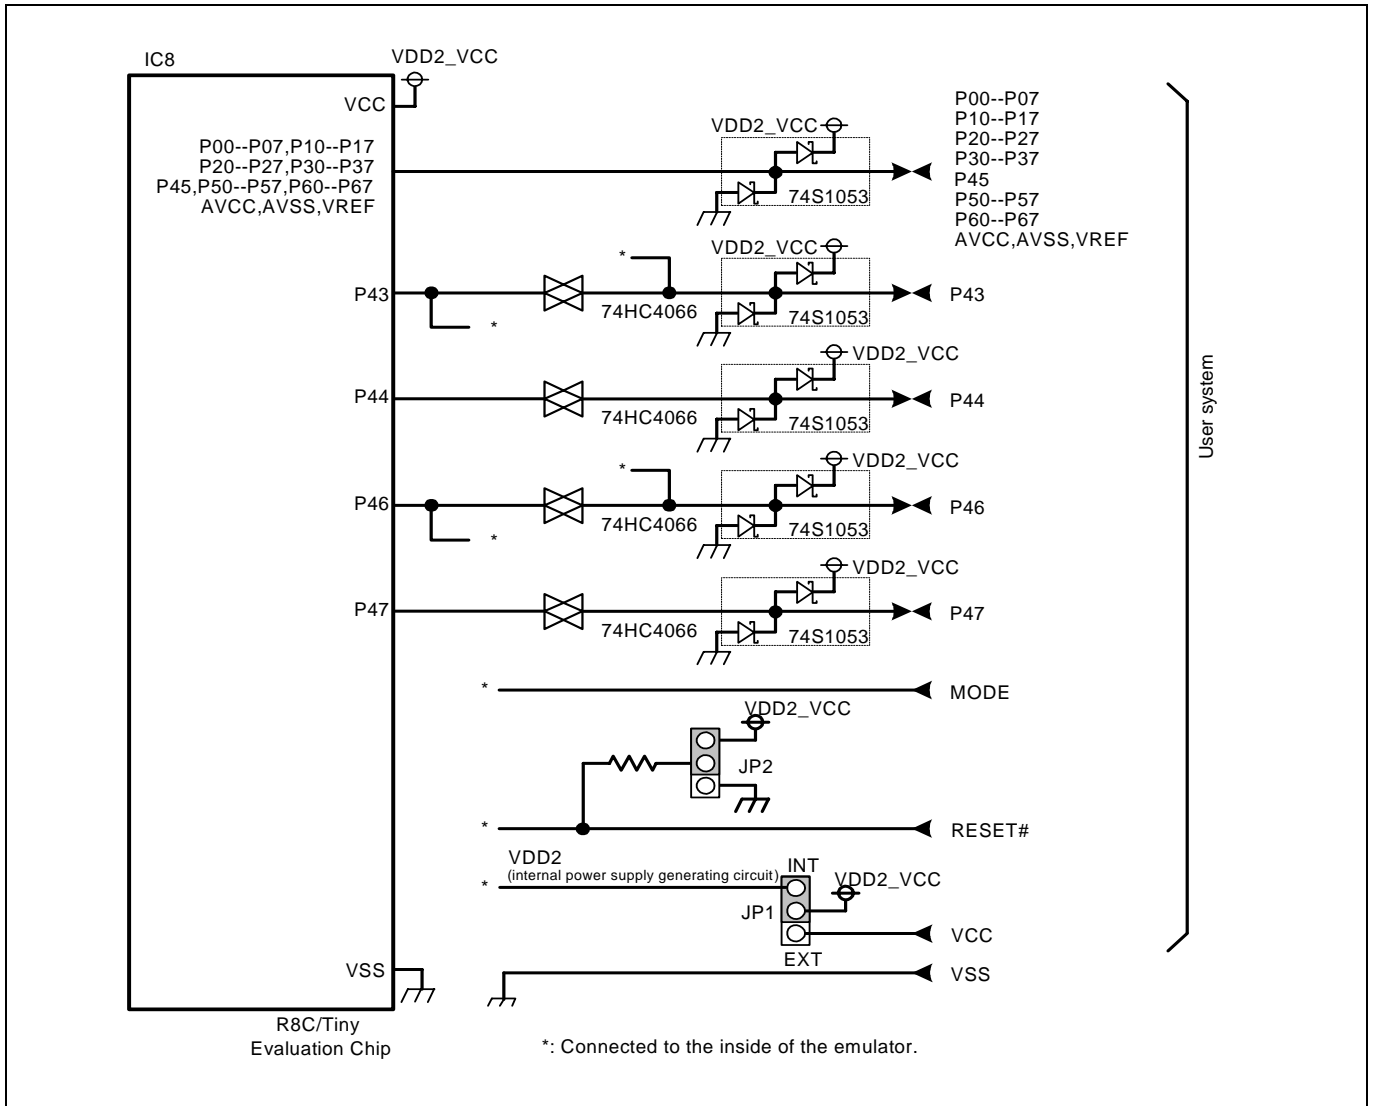 IC8
VDD2_VCC
VCC
P00--P07,P10--P17
P20--P27,P30--P37
P45,P50--P57,P60--P67
AVCC,AVSS,VREF
VDD2_VCC
74S1053
P00--P07
P10--P17
P20--P27
P30--P37
P45
P50--P57
P60--P67
AVCC,AVSS,VREF
VDD2_VCC
*
P43
*
74HC4066
74S1053
P43
VDD2_VCC
P44
74HC4066
74S1053
P44
VDD2_VCC
*
P46
*
74HC4066
74S1053
P46
VDD2_VCC
P47
74HC4066
74S1053
P47
User system
*
MODE
VDD2_VCC
JP2
*
RESET#
VDD2
(internal power supply generating circuit)
*
INT
VDD2_VCC
JP1
EXT
VCC
VSS
VSS
R8C/Tiny
Evaluation Chip
*: Connected to the inside of the emulator.